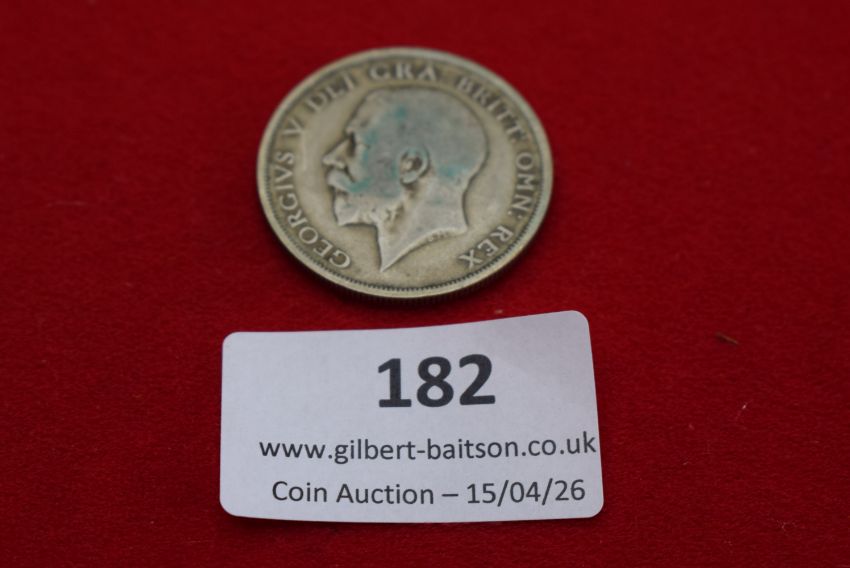 GEORGIVS V DEI GRA: BRITT: OMN: REX
182
www.gilbert-baitson.co.uk
Coin Auction – 15/04/26